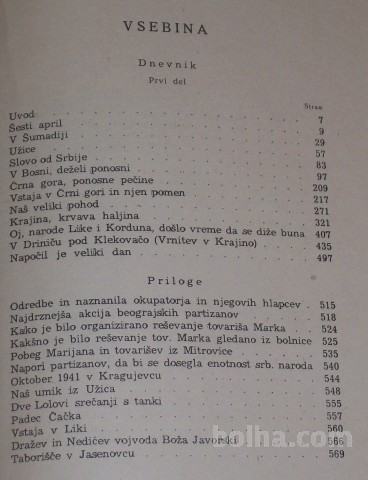 VSEBINA
Dnevnik
Prvi del
Stran
Uvod 7
Šesti april 9
V Šumadiji 29
Užice 57
Slovo od Srbije 83
V Bosni, deželi ponosni 97
Črna gora, ponosne pečine 209
Vstaja v Črni gori in njen pomen 217
Naš veliki pohod 271
Krajina, krvava haljina 321
Oj, narode Like i Korduna, došlo vreme da se diže buna 407
V Driniču pod Klekovačo (Vrnitev v Krajino) 435
Napočil je veliki dan 497
Priloge
Odredbe in naznanila okupatorja in njegovih hlapcev 515
Najdrznejša akcija beograjskih partizanov 518
Kako je bilo organizirano reševanje tovariša Marka 524
Kakšno je bilo reševanje tov. Marka gledano iz bolnice 525
Pobeg Marijana in tovarišev iz Mitrovice 535
Napori partizanov, da bi se dosegla enotnost srb. naroda 540
Oktober 1941 v Kragujevcu 544
Naš umik iz Užica 548
Dve Lolovi srečanji s tanki 555
Padec Čačka 557
Vstaja v Liki 560
Dražev in Nedićev vojvoda Boža Javorski 566
Taborišče v Jasenovcu 569
bolha.com